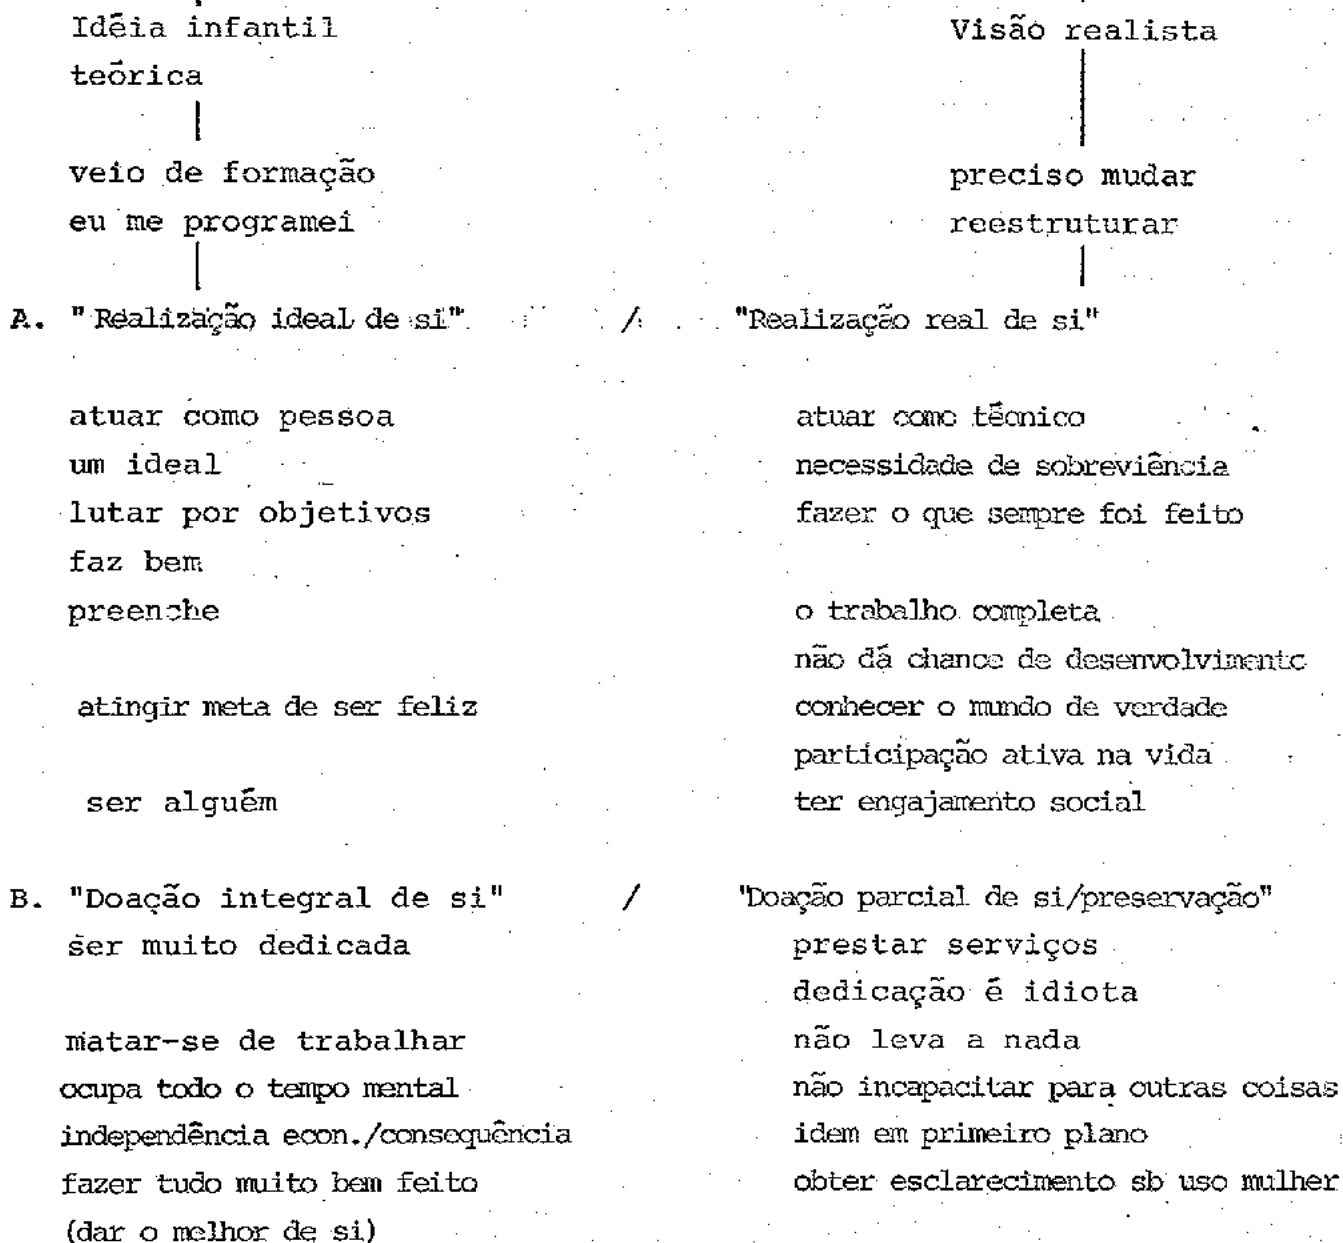 Idéia infantil Visão realista
teórica
veio de formação preciso mudar
eu me programei reestruturar
A. "Realização ideal de si" / "Realização real de si"
atuar como pessoa atuar como técnico
um ideal necessidade de sobreviência
lutar por objetivos fazer o que sempre foi feito
faz bem
preenche o trabalho completa
não dá chance de desenvolvimento
atingir meta de ser feliz conhecer o mundo de verdade
participação ativa na vida
ser alguém ter engajamento social
B. "Doação integral de si" / "Doação parcial de si/preservação"
ser muito dedicada prestar serviços
dedicação é idiota
matar-se de trabalhar não leva a nada
ocupa todo o tempo mental não incapacitar para outras coisas
independência econ./consequência idem em primeiro plano
fazer tudo muito bem feito obter esclarecimento sb uso mulher
(dar o melhor de si)